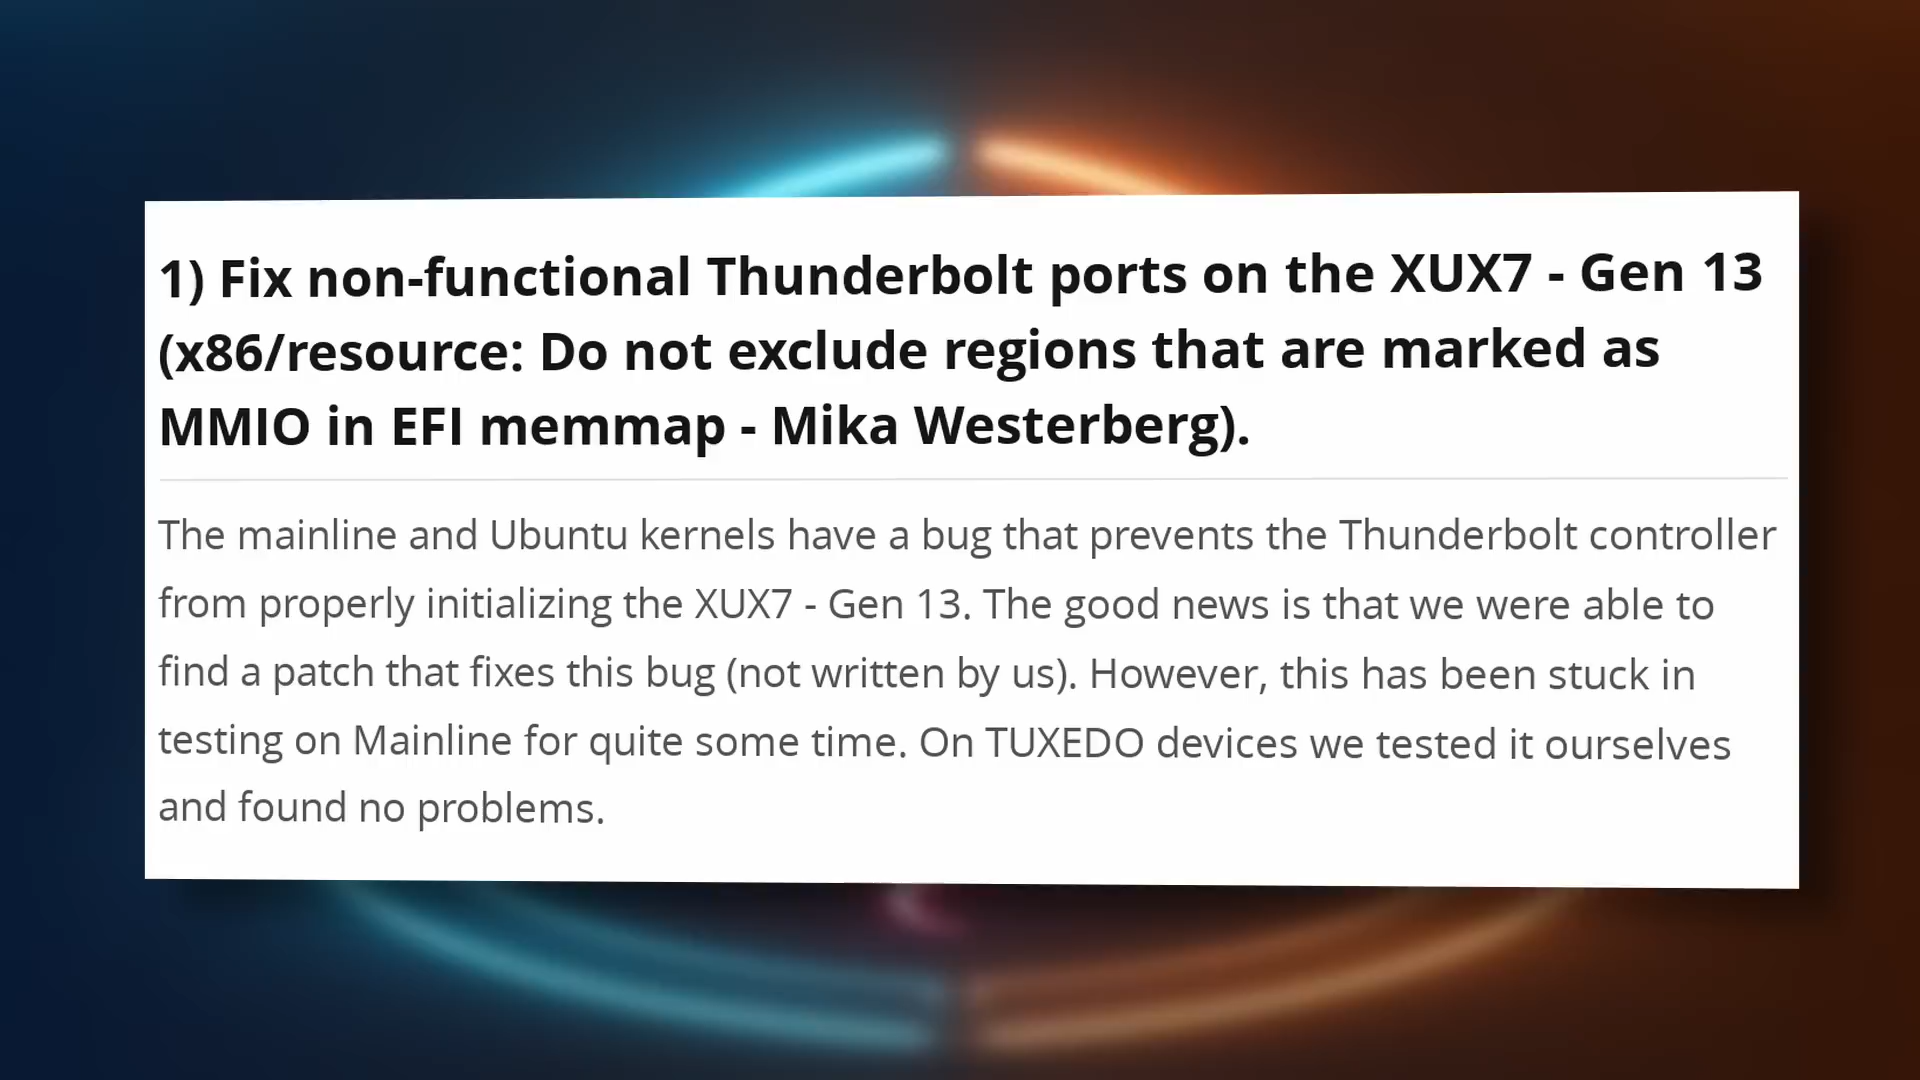 1) Fix non-functional Thunderbolt ports on the XUX7 - Gen 13
(x86/resource: Do not exclude regions that are marked as
MMIO in EFI memmap - Mika Westerberg).
The mainline and Ubuntu kernels have a bug that prevents the Thunderbolt controller
from properly initializing the XUX7 - Gen 13. The good news is that we were able to
find a patch that fixes this bug (not written by us). However, this has been stuck in
testing on Mainline for quite some time. On TUXEDO devices we tested it ourselves
and found no problems.